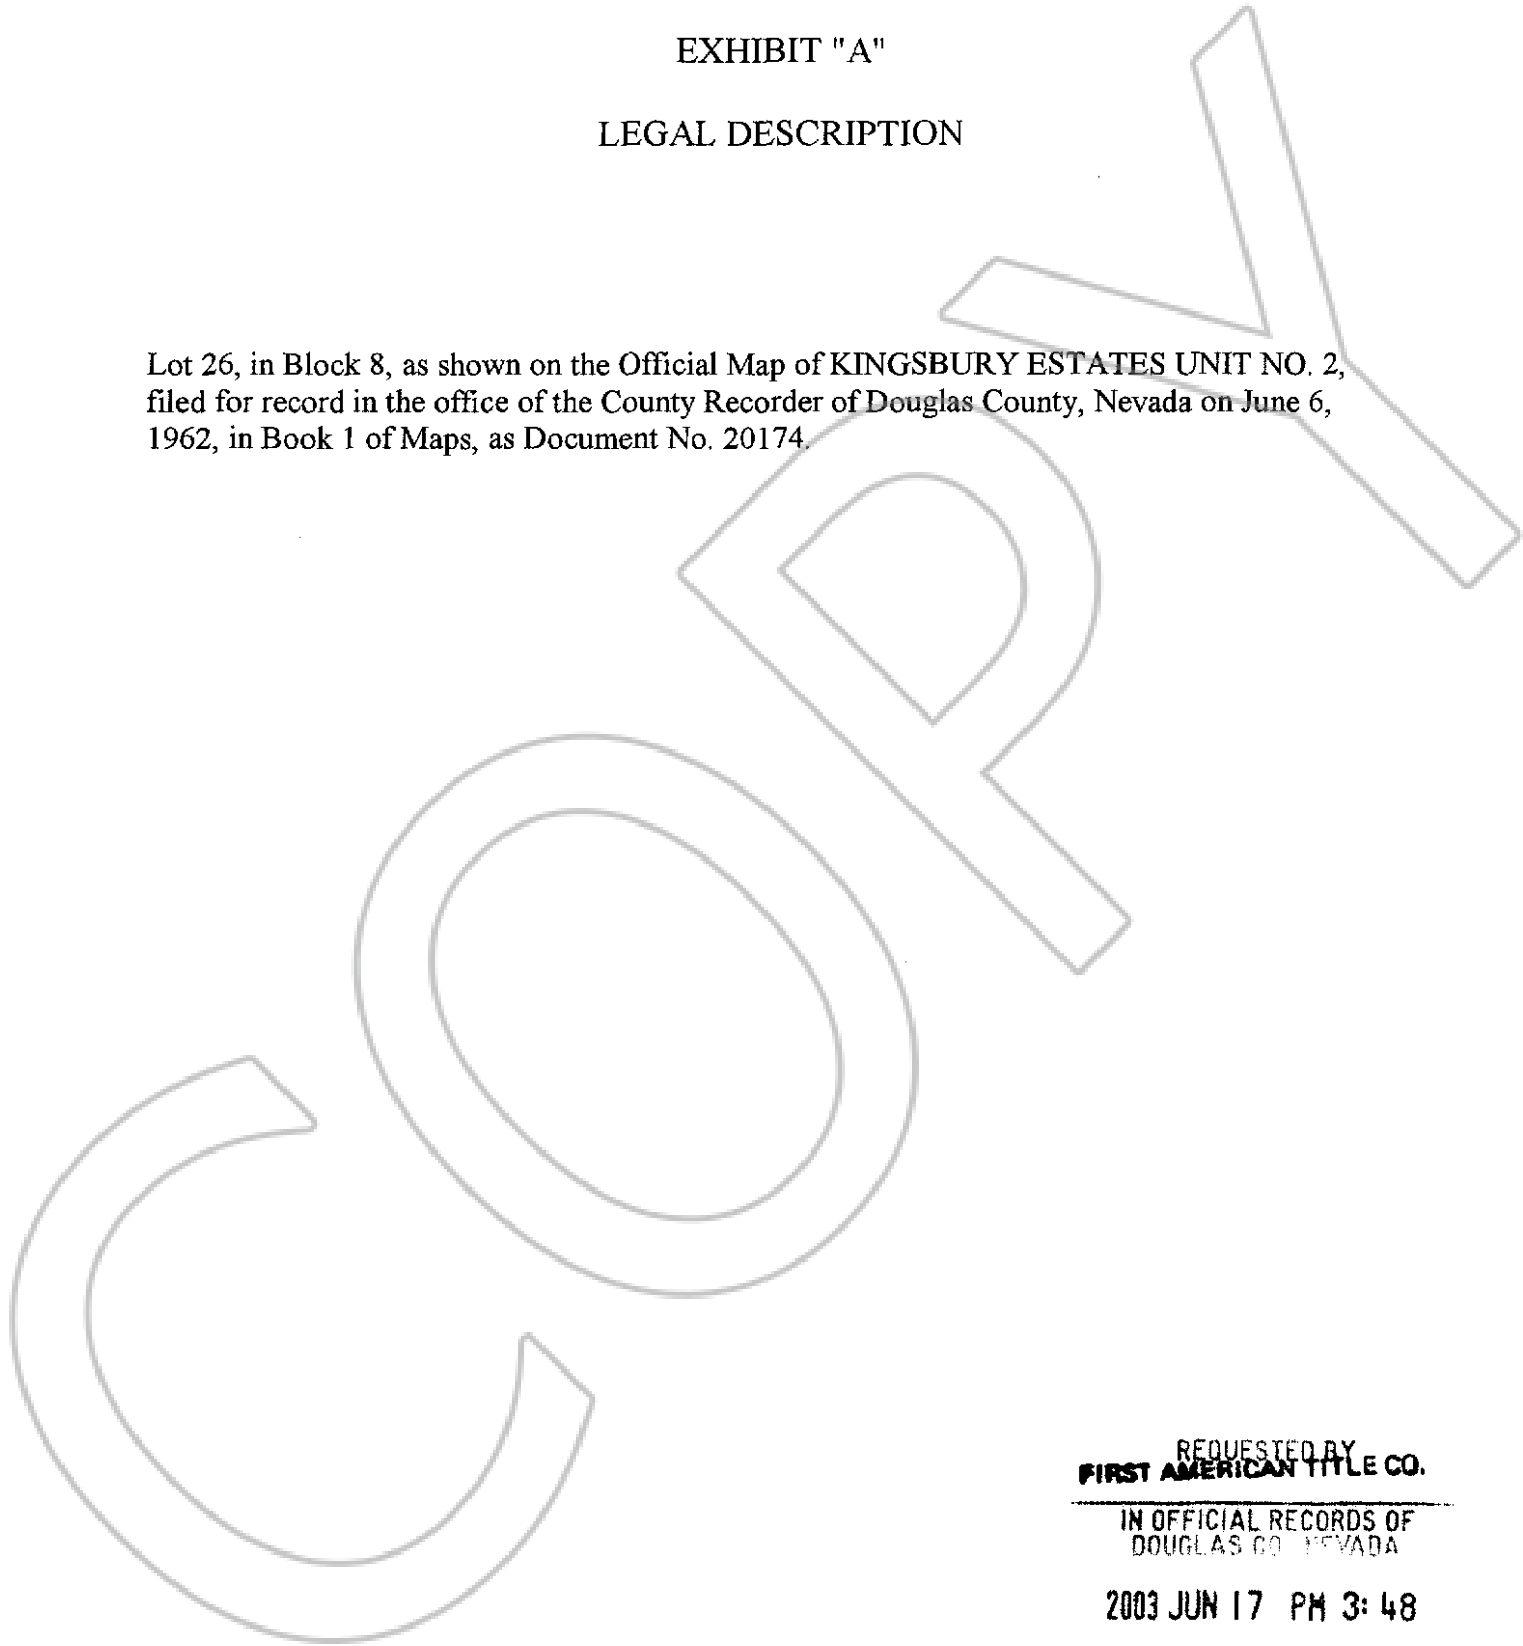 EXHIBIT "A"
LEGAL DESCRIPTION
Lot 26, in Block 8, as shown on the Official Map of KINGSBURY ESTATES UNIT NO. 2,
filed for record in the office of the County Recorder of Douglas County, Nevada on June 6,
1962, in Book 1 of Maps, as Document No. 20174.
COPY
REQUESTED BY
FIRST AMERICAN TITLE CO.
IN OFFICIAL RECORDS OF
DOUGLAS CO. NEVADA
2003 JUN 17 PM 3: 48